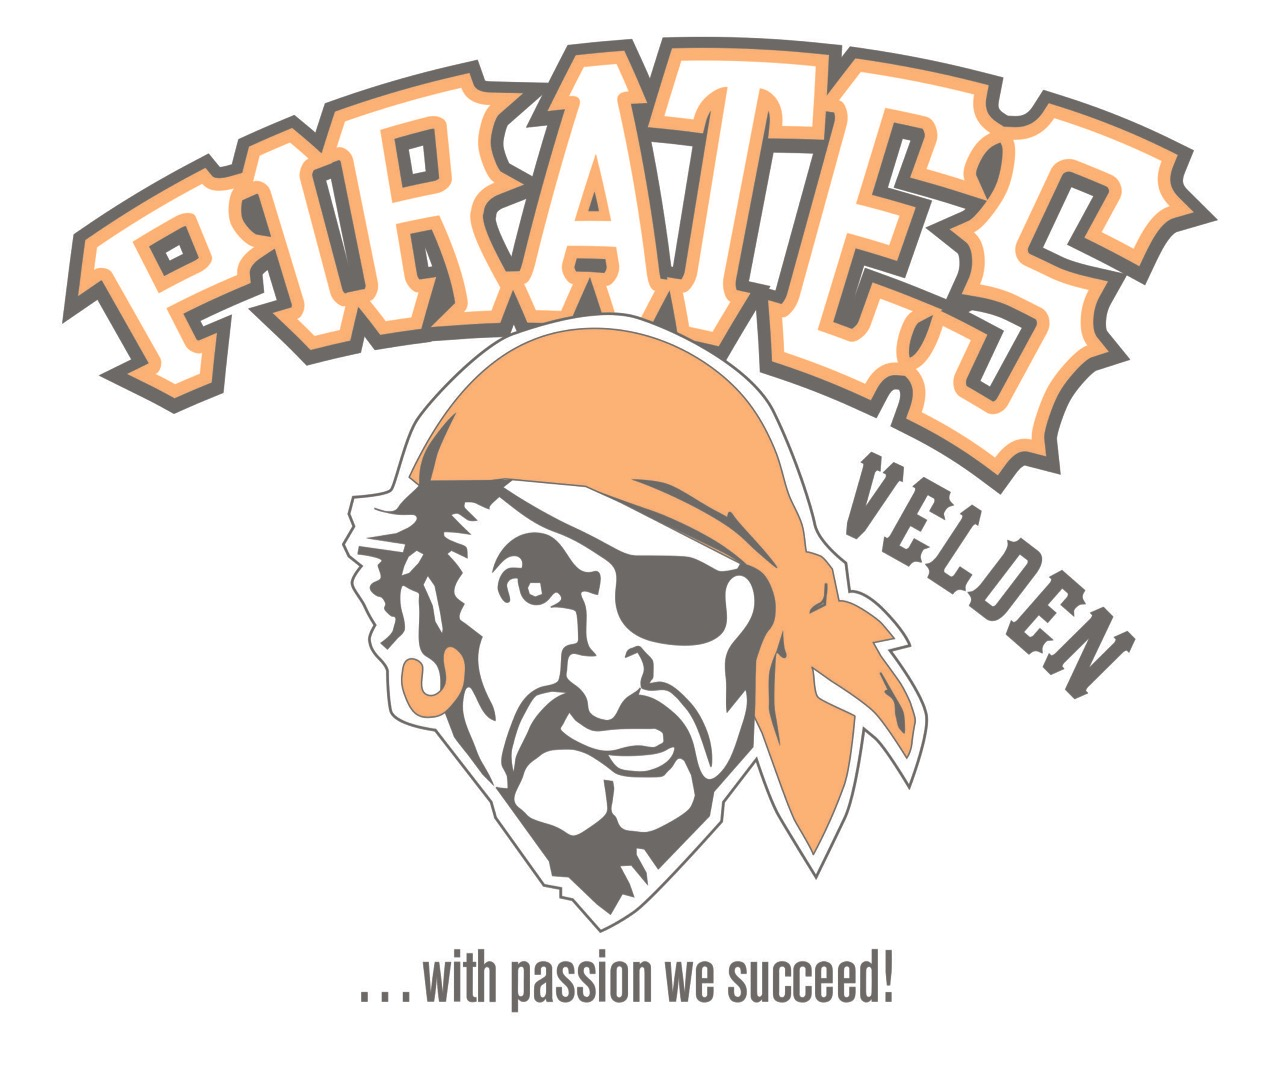 PIRATES
VELDEN
...with passion we succeed!